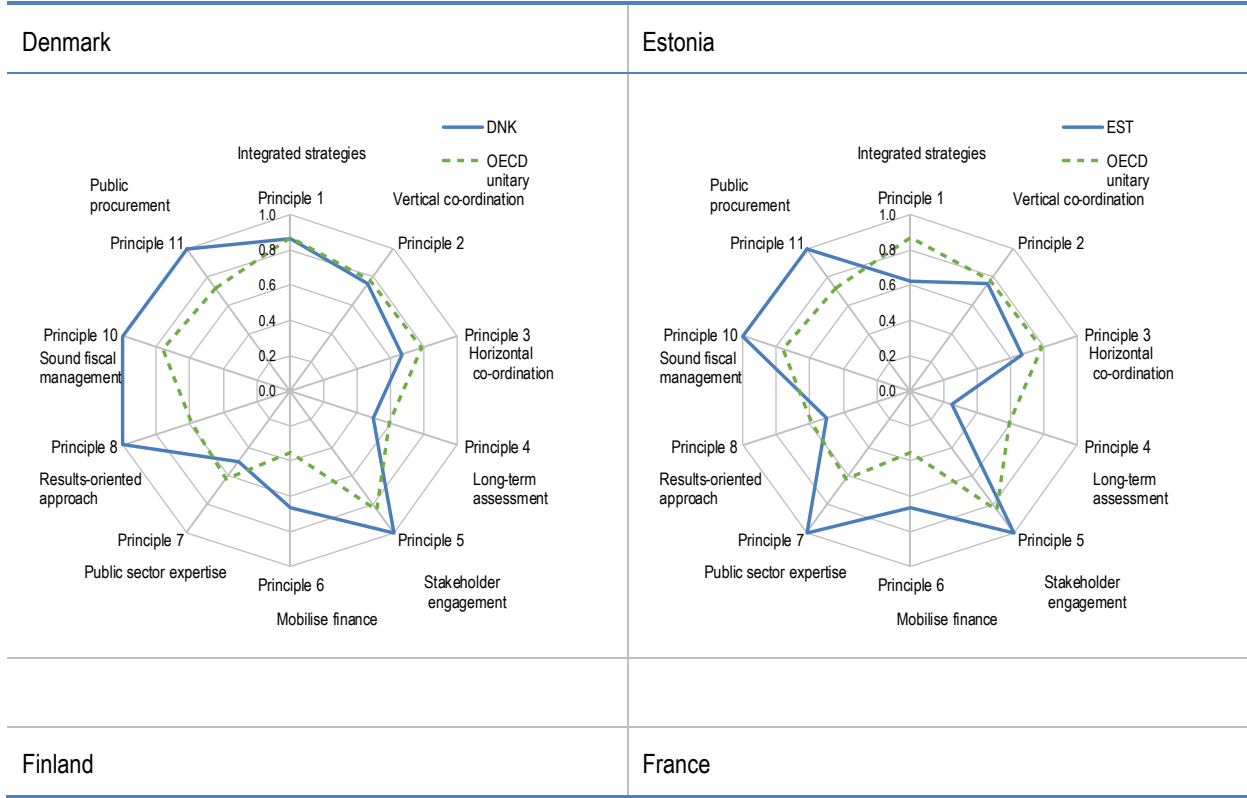 Denmark
Estonia
DNK
OECD
unitary
Integrated strategies
Public
procurement
Vertical co-ordination
Principle 1
Principle 2
Principle 11
1.0
0.8
0.6
0.4
0.2
0.0
Principle 10
Sound fiscal
management
Principle 3
Horizontal
co-ordination
Principle 8
Results-oriented
approach
Principle 4
Long-term
assessment
Principle 7
Public sector expertise
Principle 5
Stakeholder
engagement
Principle 6
Mobilise finance
EST
OECD
unitary
Integrated strategies
Public
procurement
Vertical co-ordination
Principle 1
Principle 2
Principle 11
1.0
0.8
0.6
0.4
0.2
0.0
Principle 10
Sound fiscal
management
Principle 3
Horizontal
co-ordination
Principle 8
Results-oriented
approach
Principle 4
Long-term
assessment
Principle 7
Public sector expertise
Principle 5
Stakeholder
engagement
Principle 6
Mobilise finance
Finland
France